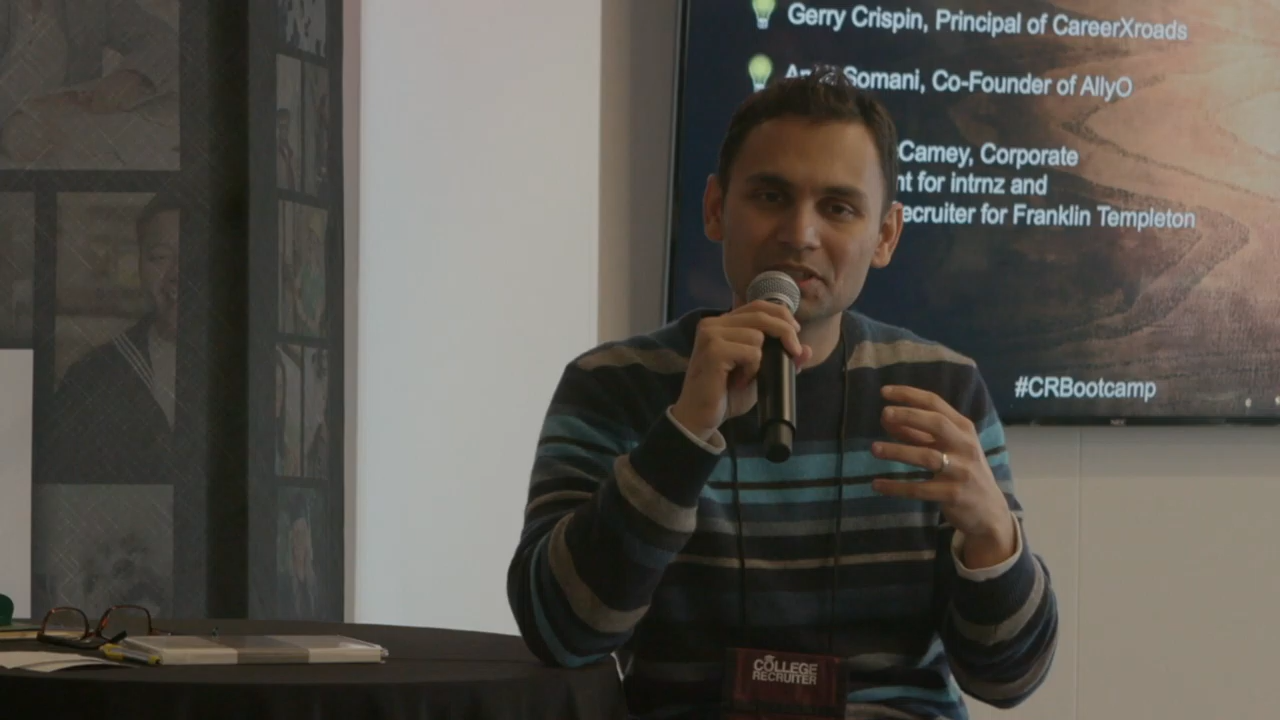 Gerry Crispin, Principal of CareerXroads
Somani, Co-Founder of AllyO
Camey, Corporate
nt for intrnz and
ecruiter for Franklin Templeton
#CRBootcamp
COLLEGE
RECRUITER